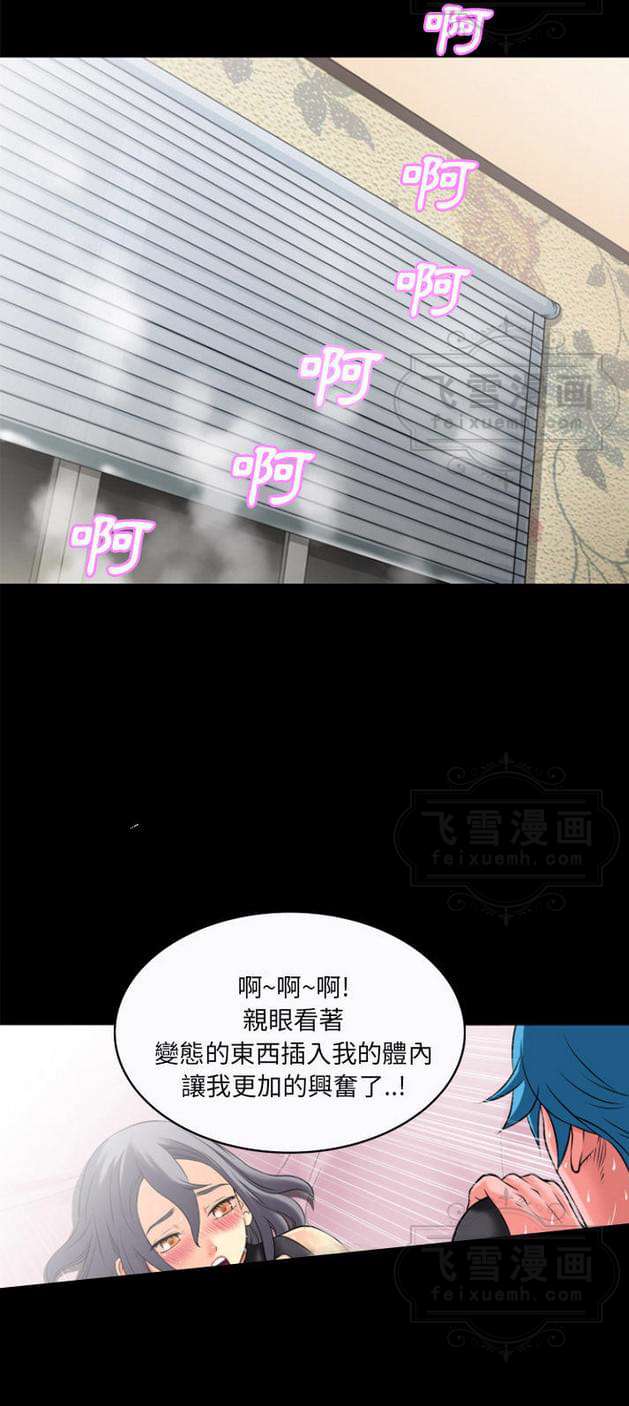 啊
啊
啊
啊
啊
啊
飞雪漫画
feixuemh.com
飞雪漫画
feixuemh.com
啊~啊~啊!
親眼看著
變態的東西插入我的體內
讓我更加的興奮了..!
飞雪漫画
feixuemh.com